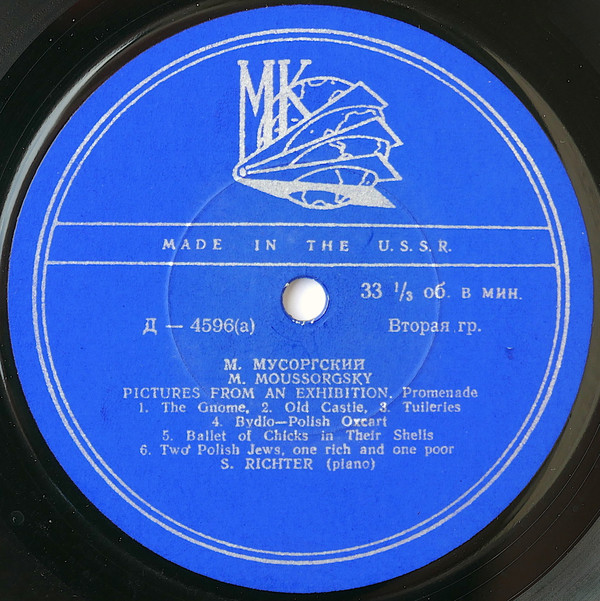 МК
MADE IN THE U.S.S.R.
33 ⅓ об. в мин.
Д — 4596(а)
Вторая гр.
М. МУСОРГСКИЙ
M. MOUSSORGSKY
PICTURES FROM AN EXHIBITION, Promenade
1. The Gnome, 2. Old Castle, 3. Tuileries
4. Bydlo—Polish Oxcart
5. Ballet of Chicks in Their Shells
6. Two Polish Jews, one rich and one poor
S. RICHTER (piano)